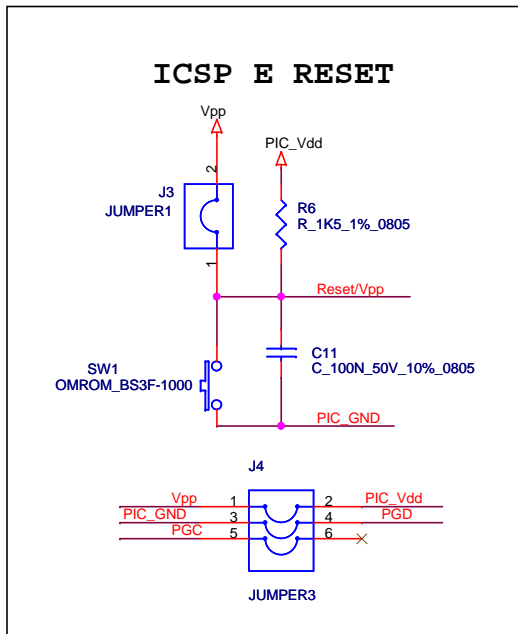 ICSP E RESET
Vpp
PIC_Vdd
2
J3
JUMPER1
R6
R_1K5_1%_0805
1
Reset/Vpp
C11
C_100N_50V_10%_0805
SW1
OMROM_BS3F-1000
PIC_GND
J4
Vpp 1 2 PIC_Vdd
PIC_GND 3 4 PGD
PGC 5 6
JUMPER3